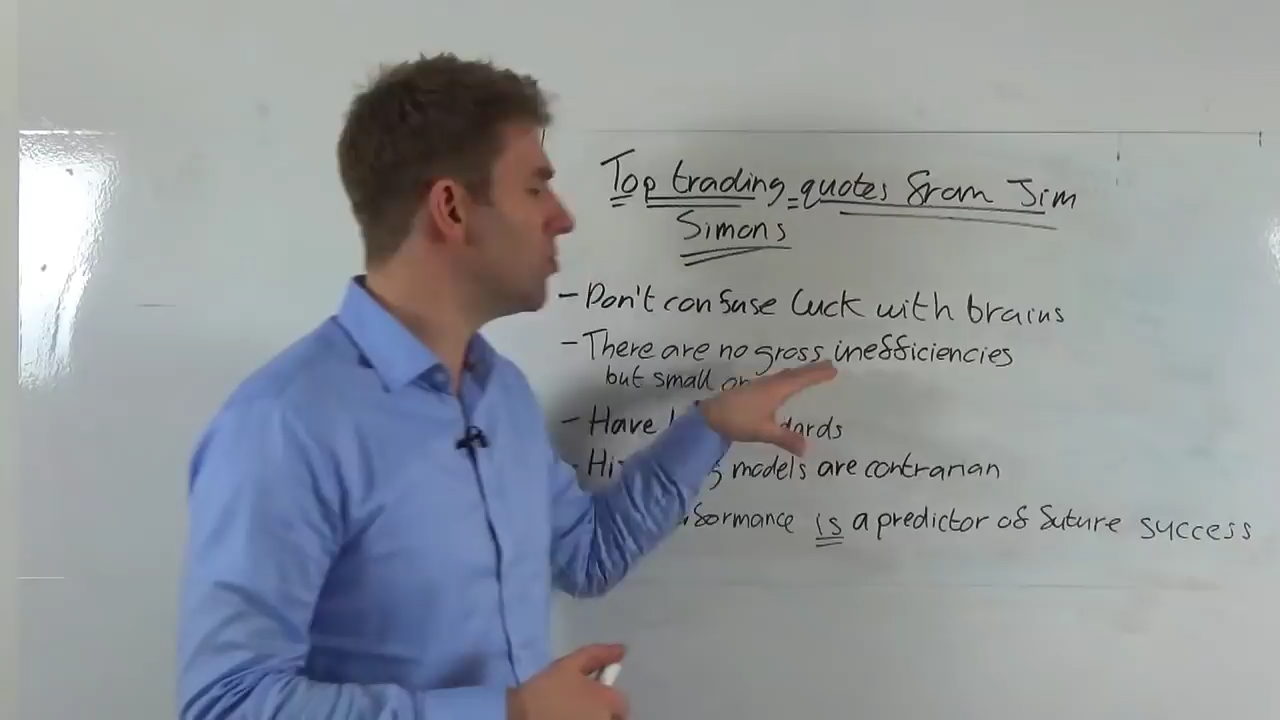 Top trading quotes from Jim
Simons
- Don't confuse luck with brains
- There are no gross inefficiencies
but small
- Have
models are contrarian
is a predictor of future success